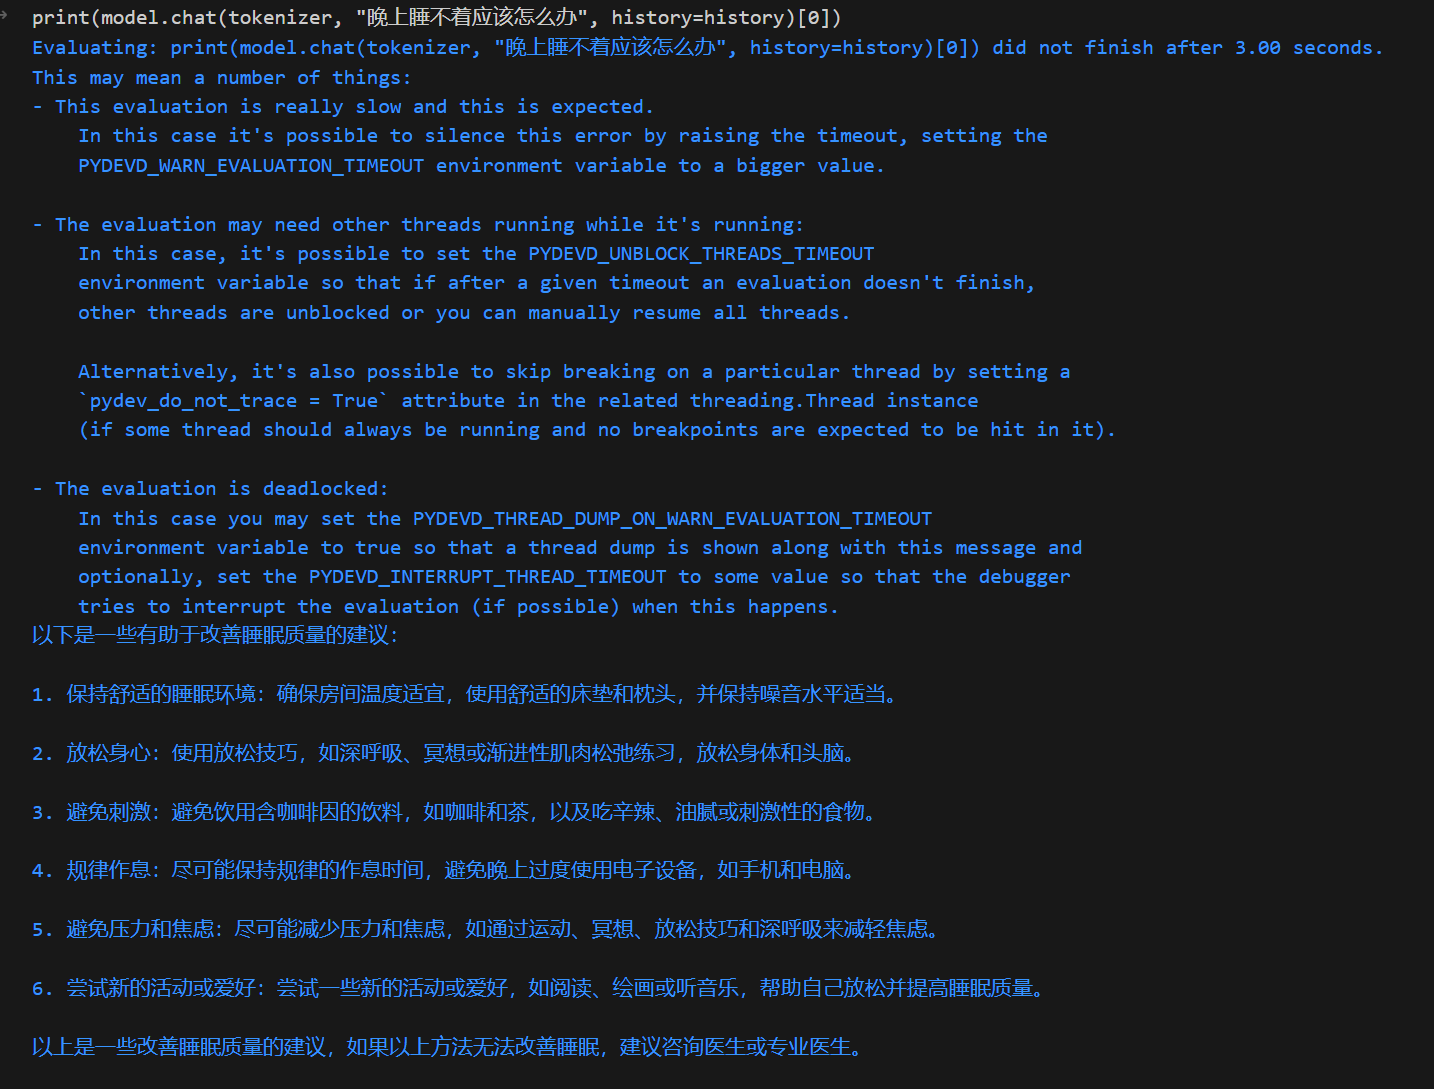 print(model.chat(tokenizer, "晚上睡不着应该怎么办", history=history)[0])
Evaluating: print(model.chat(tokenizer, "晚上睡不着应该怎么办", history=history)[0]) did not finish after 3.00 seconds.
This may mean a number of things:
- This evaluation is really slow and this is expected.
    In this case it's possible to silence this error by raising the timeout, setting the
    PYDEVD_WARN_EVALUATION_TIMEOUT environment variable to a bigger value.

- The evaluation may need other threads running while it's running:
    In this case, it's possible to set the PYDEVD_UNBLOCK_THREADS_TIMEOUT
    environment variable so that if after a given timeout an evaluation doesn't finish,
    other threads are unblocked or you can manually resume all threads.

    Alternatively, it's also possible to skip breaking on a particular thread by setting a
    `pydev_do_not_trace = True` attribute in the related threading.Thread instance
    (if some thread should always be running and no breakpoints are expected to be hit in it).

- The evaluation is deadlocked:
    In this case you may set the PYDEVD_THREAD_DUMP_ON_WARN_EVALUATION_TIMEOUT
    environment variable to true so that a thread dump is shown along with this message and
    optionally, set the PYDEVD_INTERRUPT_THREAD_TIMEOUT to some value so that the debugger
    tries to interrupt the evaluation (if possible) when this happens.
以下是一些有助于改善睡眠质量的建议：

1. 保持舒适的睡眠环境：确保房间温度适宜，使用舒适的床垫和枕头，并保持噪音水平适当。

2. 放松身心：使用放松技巧，如深呼吸、冥想或渐进性肌肉松弛练习，放松身体和头脑。

3. 避免刺激：避免饮用含咖啡因的饮料，如咖啡和茶，以及吃辛辣、油腻或刺激性的食物。

4. 规律作息：尽可能保持规律的作息时间，避免晚上过度使用电子设备，如手机和电脑。

5. 避免压力和焦虑：尽可能减少压力和焦虑，如通过运动、冥想、放松技巧和深呼吸来减轻焦虑。

6. 尝试新的活动或爱好：尝试一些新的活动或爱好，如阅读、绘画或听音乐，帮助自己放松并提高睡眠质量。

以上是一些改善睡眠质量的建议，如果以上方法无法改善睡眠，建议咨询医生或专业医生。